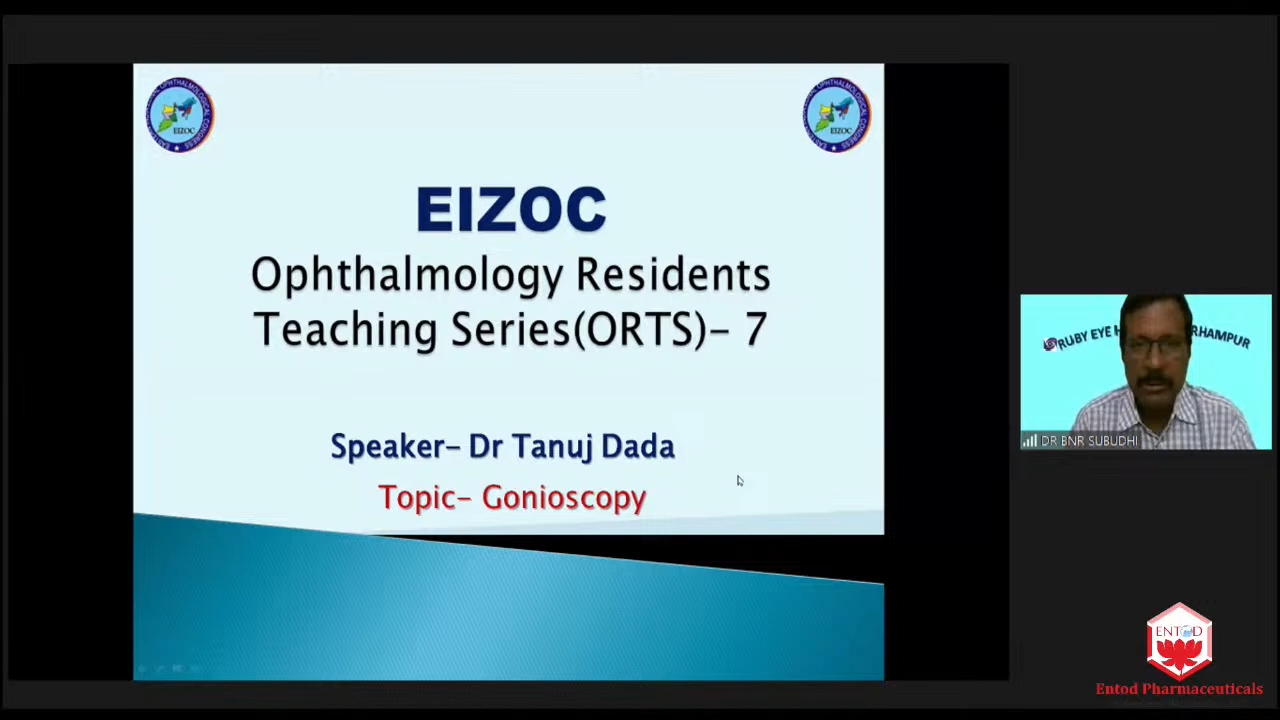 EIZOC
EIZOC
EIZOC
Ophthalmology Residents
Teaching Series(ORTS)- 7
Speaker- Dr Tanuj Dada
Topic- Gonioscopy
RUBY EYE H
RHAMPUR
DR BNR SUBUDHI
ENTOD
Entod Pharmaceuticals